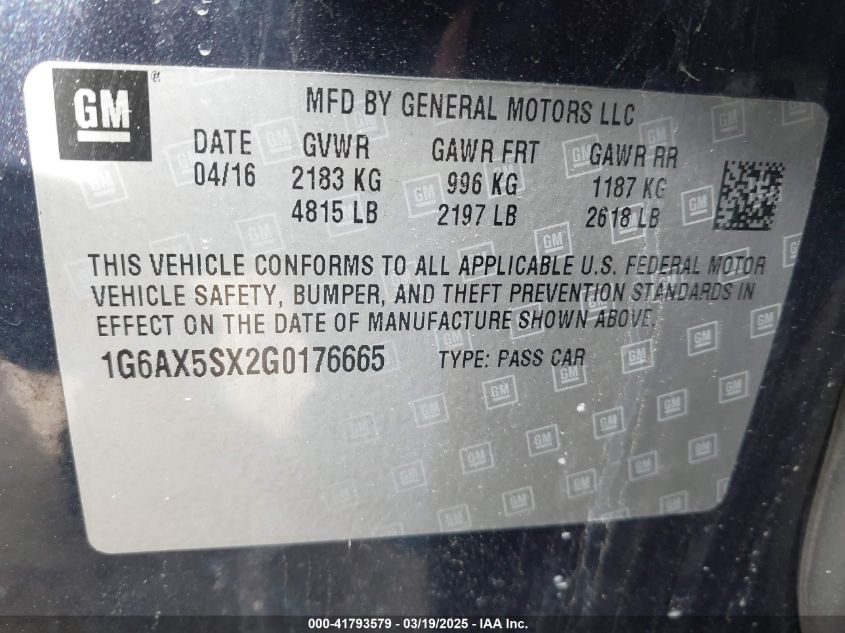 GM ®
MFD BY GENERAL MOTORS LLC
DATE GVWR GAWR FRT GAWR RR
04/16 2183 KG 996 KG 1187 KG
4815 LB 2197 LB 2618 LB
THIS VEHICLE CONFORMS TO ALL APPLICABLE U.S. FEDERAL MOTOR
VEHICLE SAFETY, BUMPER, AND THEFT PREVENTION STANDARDS IN
EFFECT ON THE DATE OF MANUFACTURE SHOWN ABOVE.
1G6AX5SX2G0176665 TYPE: PASS CAR
000-41793579 | 03/19/2025 | IAA Inc.